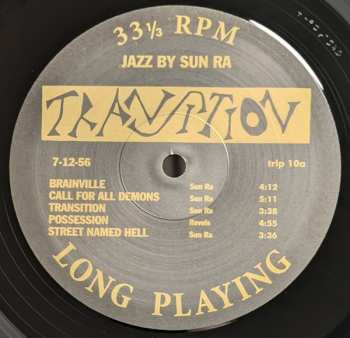 33⅓ RPM
JAZZ BY SUN RA
TRANSITION
7-12-56 trip 10a
BRAINVILLE Sun Ra 4:12
CALL FOR ALL DEMONS Sun Ra 5:11
TRANSITION Sun Ra 3:38
POSSESSION Revels 4:55
STREET NAMED HELL Sun Ra 3:36
LONG PLAYING